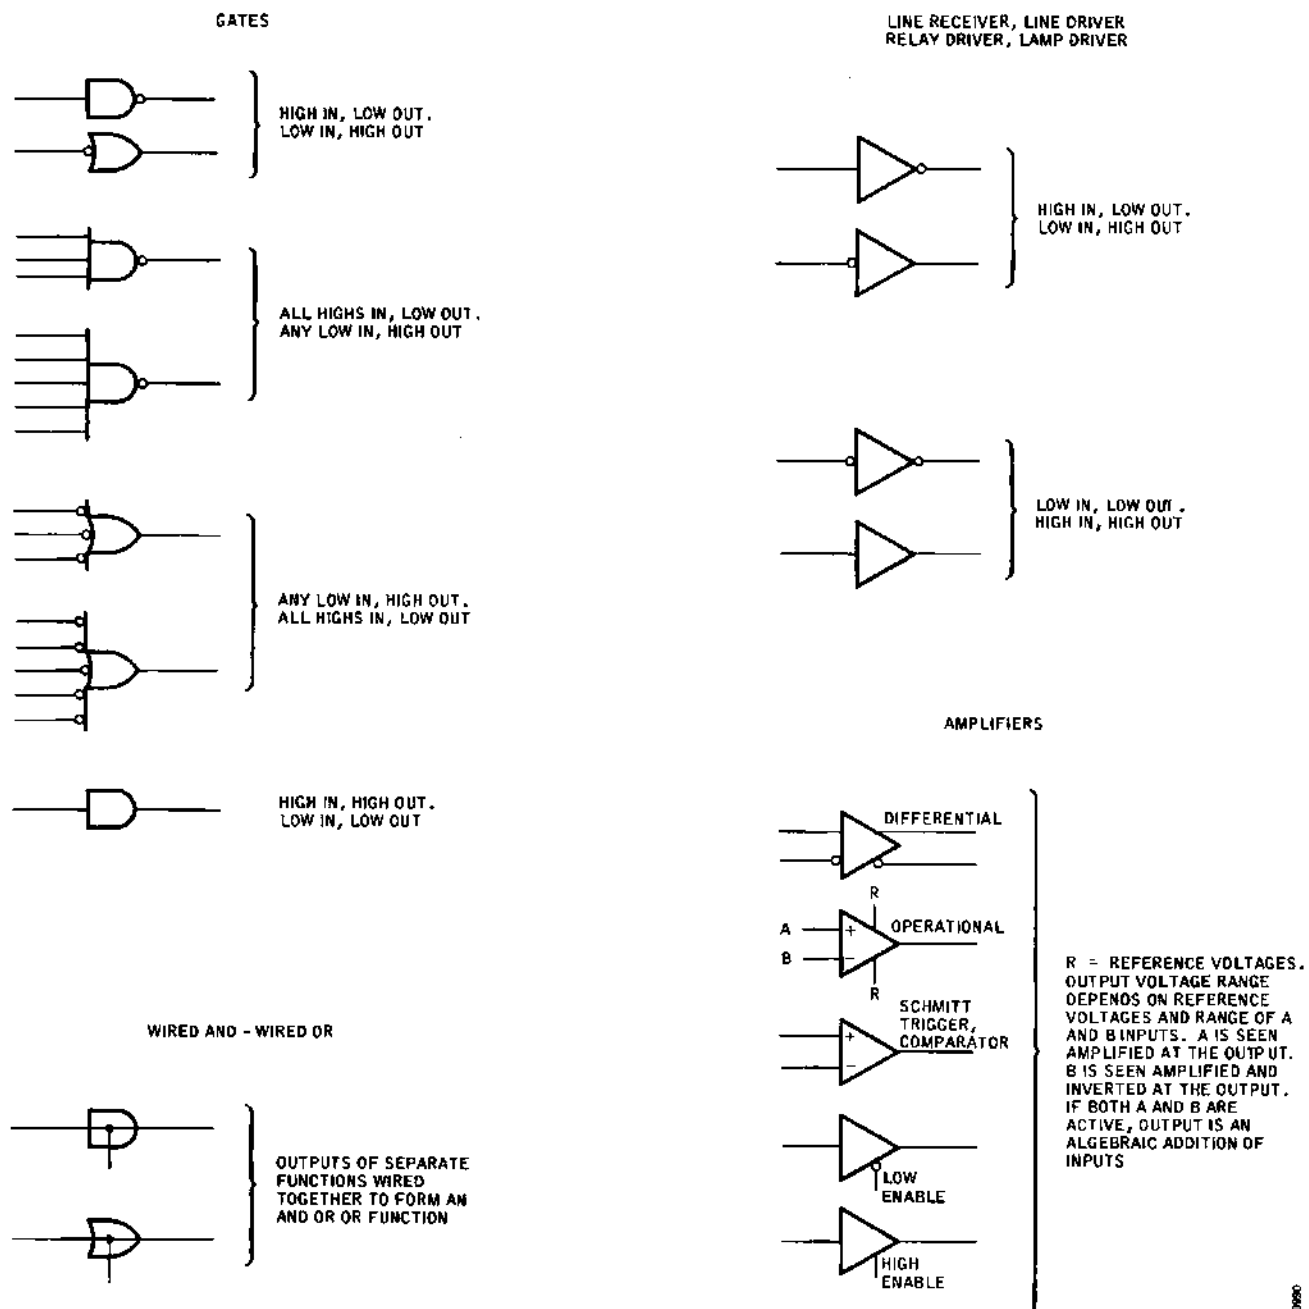 GATES
HIGH IN, LOW OUT.
LOW IN, HIGH OUT
ALL HIGHS IN, LOW OUT.
ANY LOW IN, HIGH OUT
ANY LOW IN, HIGH OUT.
ALL HIGHS IN, LOW OUT
HIGH IN, HIGH OUT.
LOW IN, LOW OUT
WIRED AND - WIRED OR
OUTPUTS OF SEPARATE
FUNCTIONS WIRED
TOGETHER TO FORM AN
AND OR OR FUNCTION
LINE RECEIVER, LINE DRIVER
RELAY DRIVER, LAMP DRIVER
HIGH IN, LOW OUT.
LOW IN, HIGH OUT
LOW IN, LOW OUT.
HIGH IN, HIGH OUT
AMPLIFIERS
DIFFERENTIAL
R
A + OPERATIONAL
B -
R
SCHMITT
TRIGGER,
+ COMPARATOR
-
LOW
ENABLE
HIGH
ENABLE
R = REFERENCE VOLTAGES.
OUTPUT VOLTAGE RANGE
DEPENDS ON REFERENCE
VOLTAGES AND RANGE OF A
AND B INPUTS. A IS SEEN
AMPLIFIED AT THE OUTPUT.
B IS SEEN AMPLIFIED AND
INVERTED AT THE OUTPUT.
IF BOTH A AND B ARE
ACTIVE, OUTPUT IS AN
ALGEBRAIC ADDITION OF
INPUTS